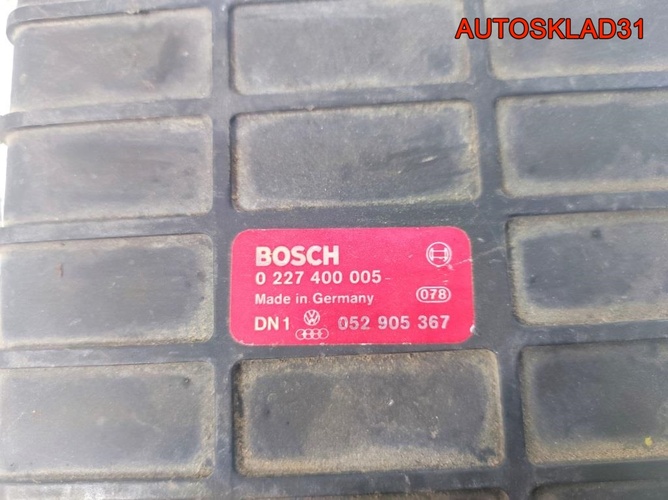 AUTOSKLAD31
BOSCH
0 227 400 005
Made in Germany 078
DN1 052 905 367